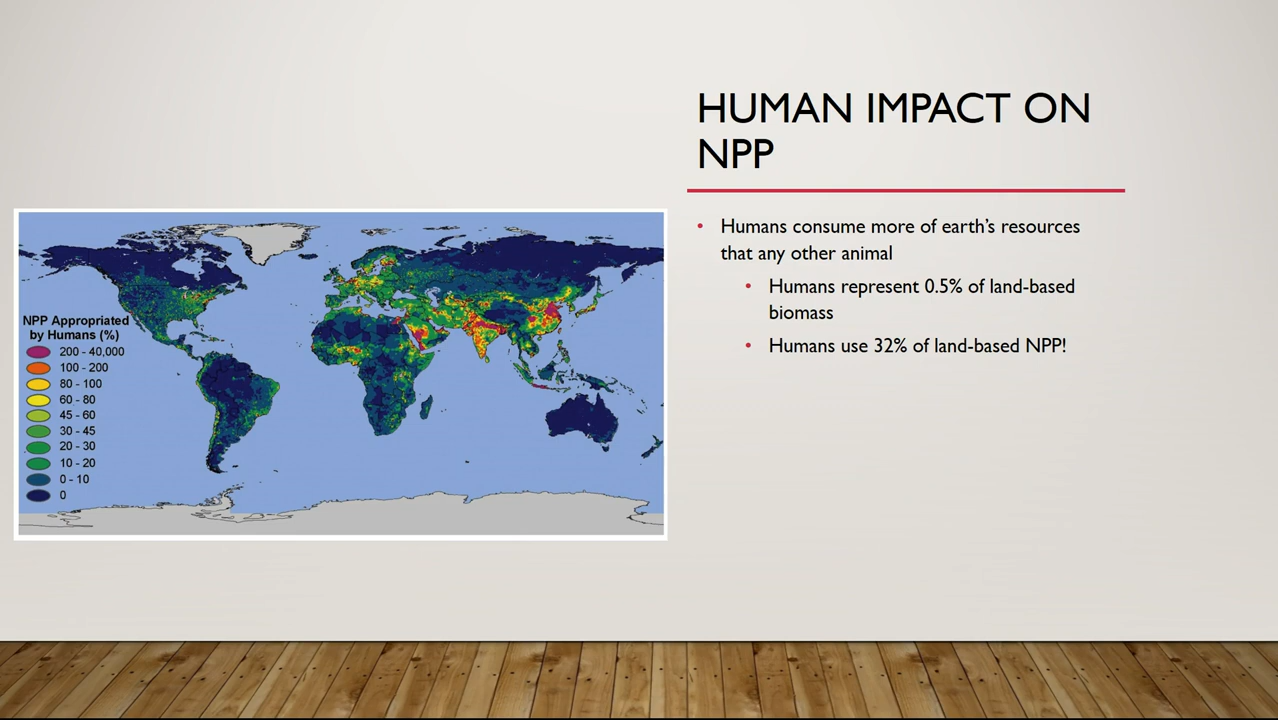 HUMAN IMPACT ON
NPP
• Humans consume more of earth's resources
that any other animal
• Humans represent 0.5% of land-based
biomass
• Humans use 32% of land-based NPP!
NPP Appropriated
by Humans (%)
200 - 40,000
100 - 200
80 - 100
60 - 80
45 - 60
30 - 45
20 - 30
10 - 20
0 - 10
0